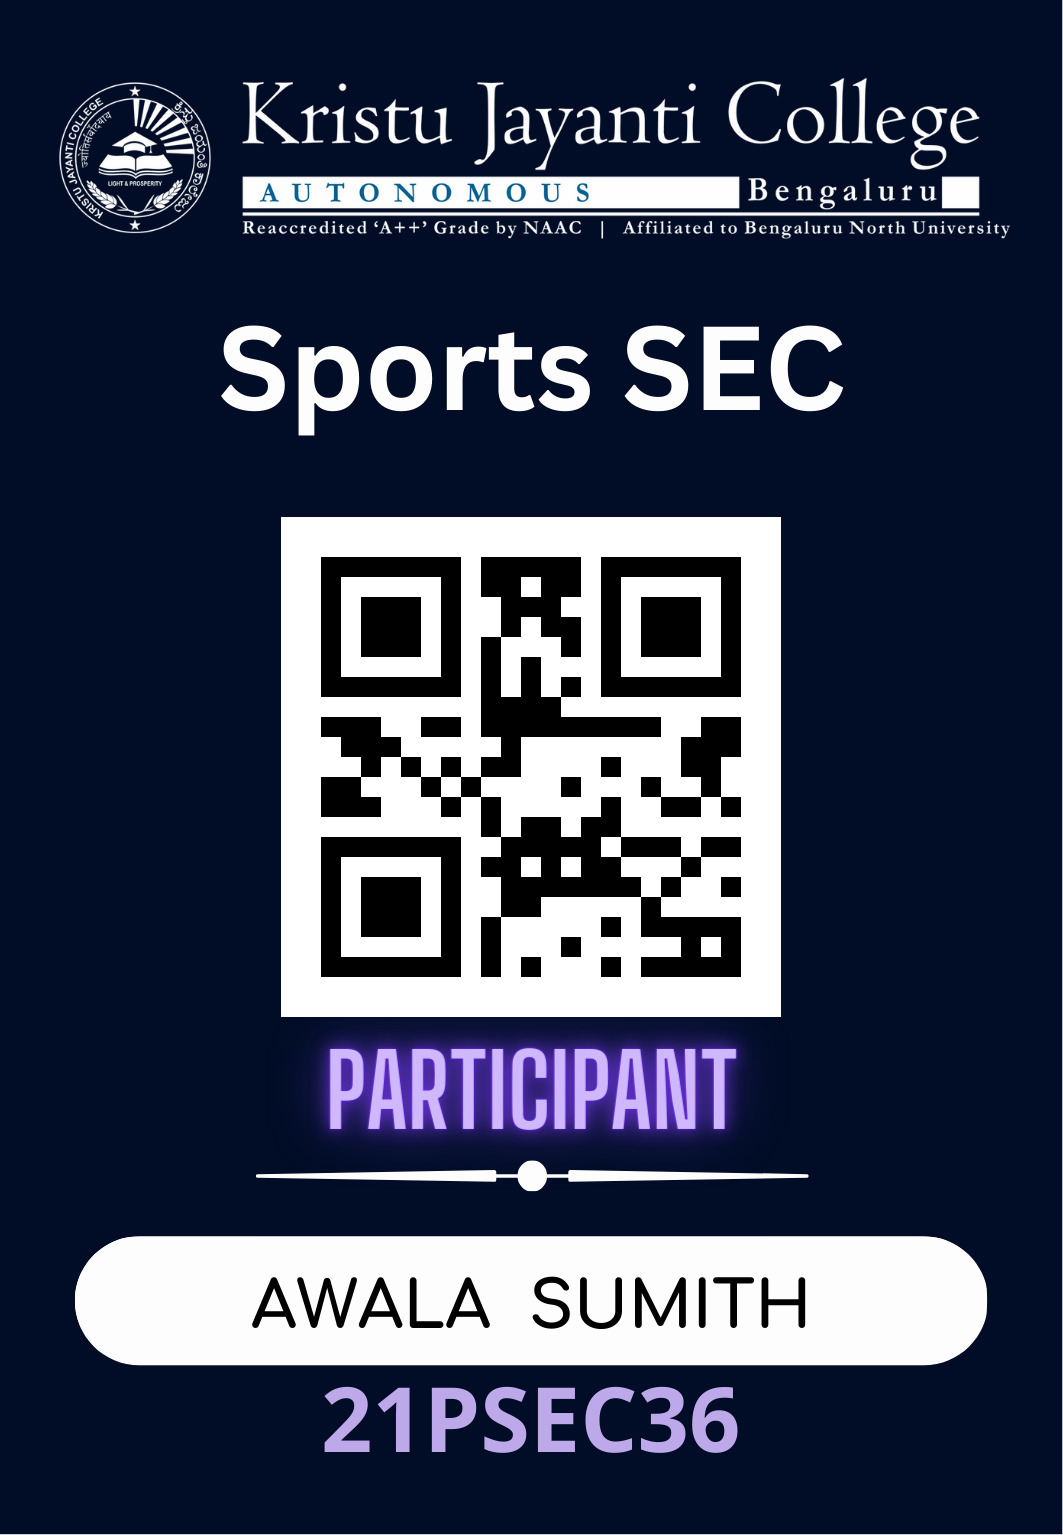 KRISTU JAYANTI COLLEGE
LIGHT & PROSPERITY
Kristu Jayanti College
AUTONOMOUS Bengaluru
Reaccredited ‘A++’ Grade by NAAC | Affiliated to Bengaluru North University
Sports SEC
PARTICIPANT
AWALA SUMITH
21PSEC36